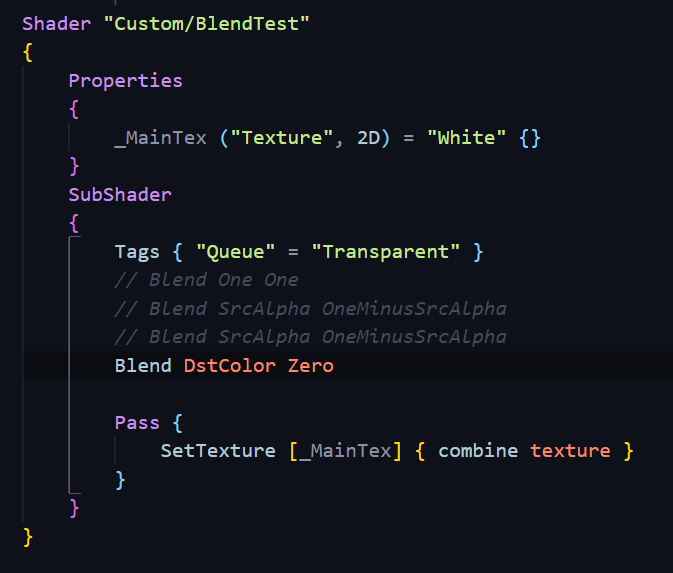 Shader "Custom/BlendTest"
{
Properties
{
_MainTex ("Texture", 2D) = "White" {}
}
SubShader
{
Tags { "Queue" = "Transparent" }
// Blend One One
// Blend SrcAlpha OneMinusSrcAlpha
// Blend SrcAlpha OneMinusSrcAlpha
Blend DstColor Zero
Pass {
SetTexture [_MainTex] { combine texture }
}
}
}